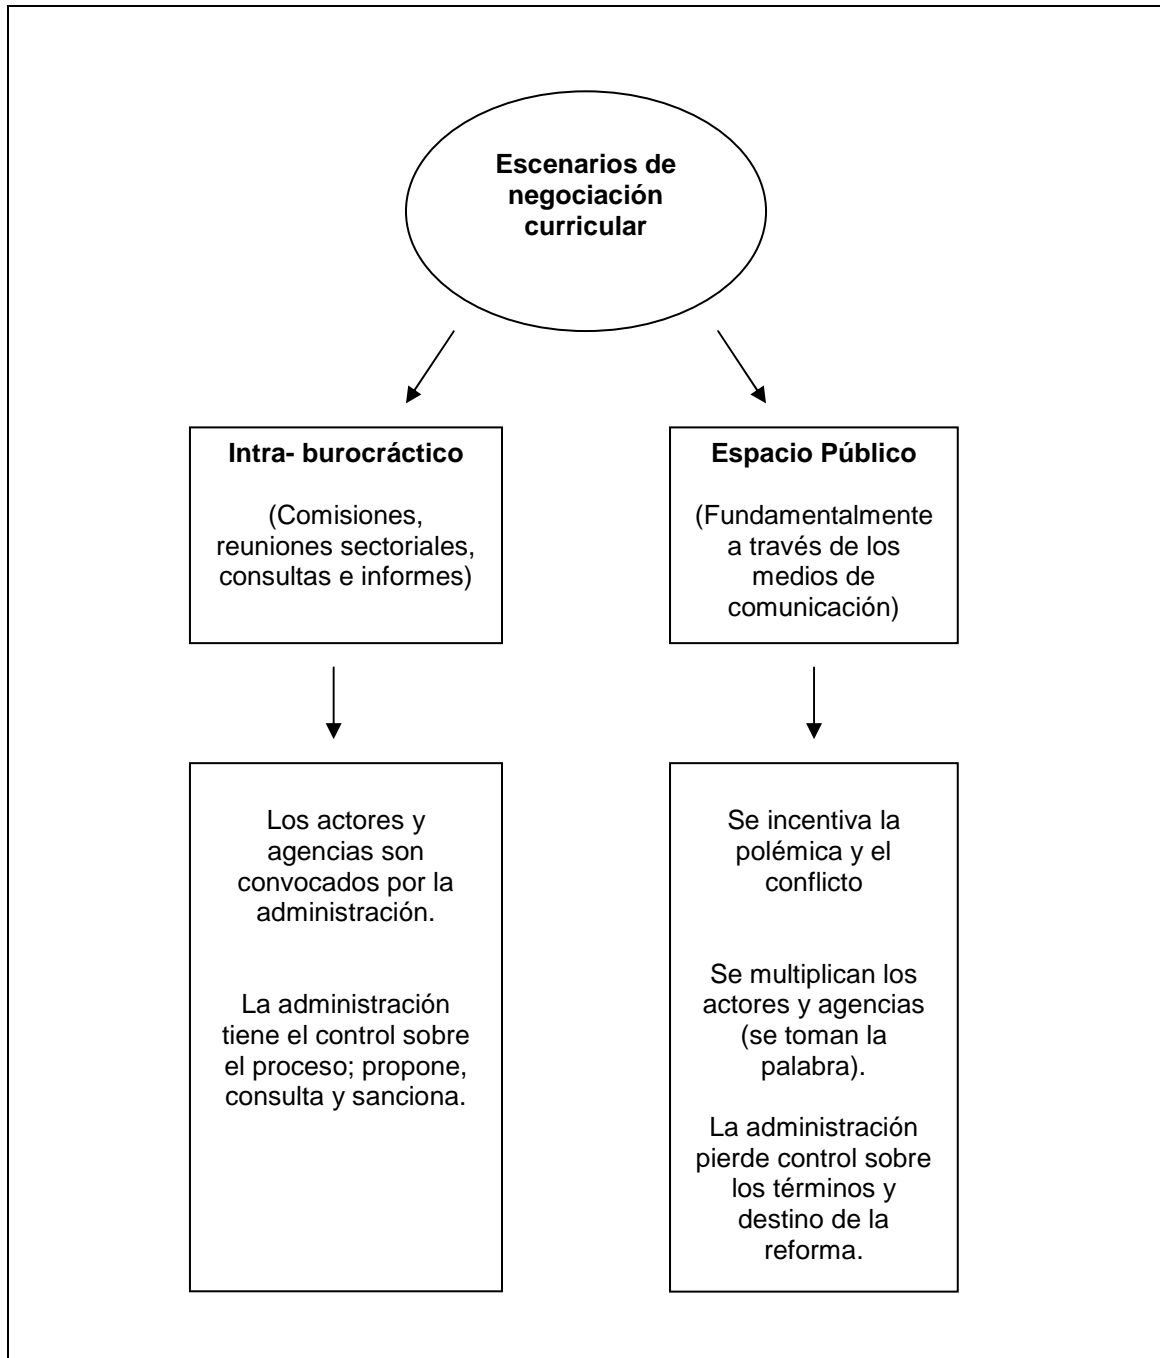 Escenarios de
negociación
curricular
Intra- burocráctico
(Comisiones,
reuniones sectoriales,
consultas e informes)
Espacio Público
(Fundamentalmente
a través de los
medios de
comunicación)
Los actores y
agencias son
convocados por la
administración.
La administración
tiene el control sobre
el proceso; propone,
consulta y sanciona.
Se incentiva la
polémica y el
conflicto
Se multiplican los
actores y agencias
(se toman la
palabra).
La administración
pierde control sobre
los términos y
destino de la
reforma.